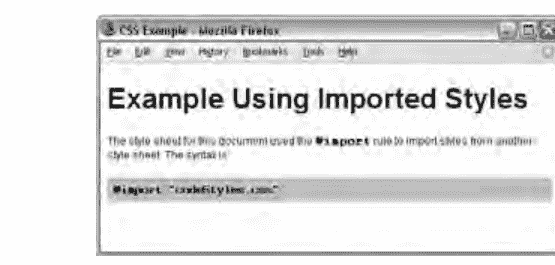 CSS Example - Mozilla Firefox
File Edit View History Bookmarks Tools Help
Example Using Imported Styles
The style sheet for this document used the @import rule to import styles from another
style sheet. The syntax is:
@import "codeStyles.css"